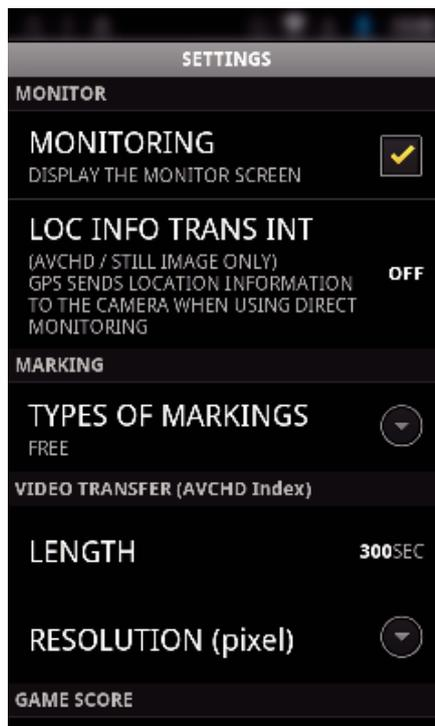 SETTINGS
MONITOR
MONITORING
DISPLAY THE MONITOR SCREEN
LOC INFO TRANS INT
(AVCHD / STILL IMAGE ONLY)
GPS SENDS LOCATION INFORMATION
TO THE CAMERA WHEN USING DIRECT
MONITORING
OFF
MARKING
TYPES OF MARKINGS
FREE
VIDEO TRANSFER (AVCHD Index)
LENGTH 300SEC
RESOLUTION (pixel)
GAME SCORE